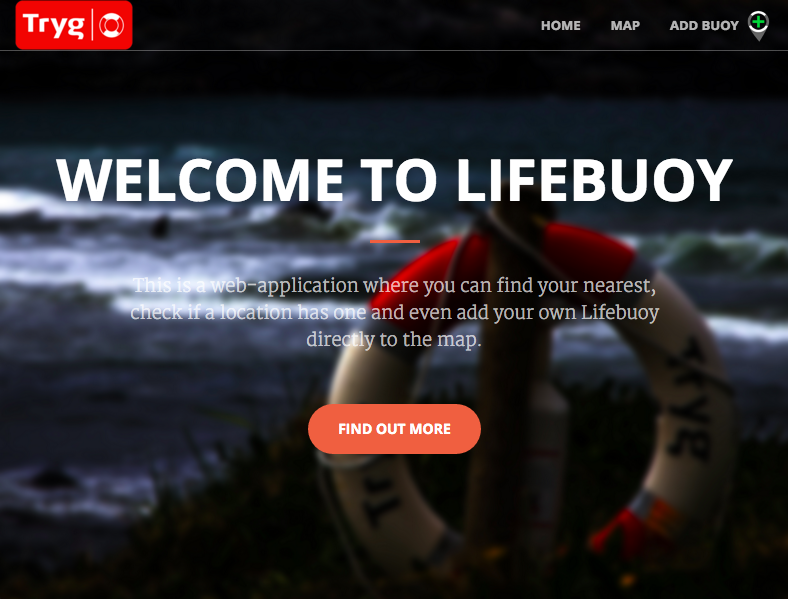 Tryg
HOME MAP ADD BUOY
WELCOME TO LIFEBUOY
This is a web-application where you can find your nearest,
check if a location has one and even add your own Lifebuoy
directly to the map.
FIND OUT MORE
Tryg
Tr